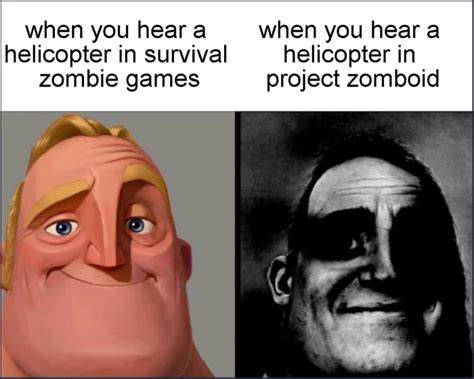 when you hear a
helicopter in survival
zombie games
when you hear a
helicopter in
project zomboid